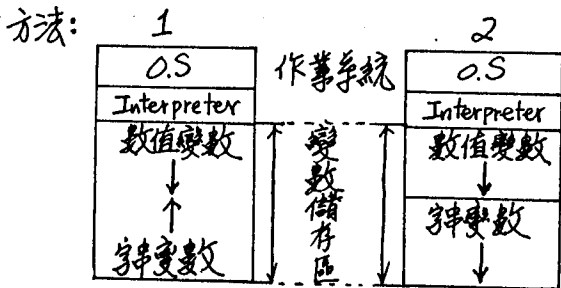 方法:
1
2
O.S
作業系統
O.S
Interpreter
Interpreter
數值變數
變數儲存區
數值變數
字串變數
字串變數